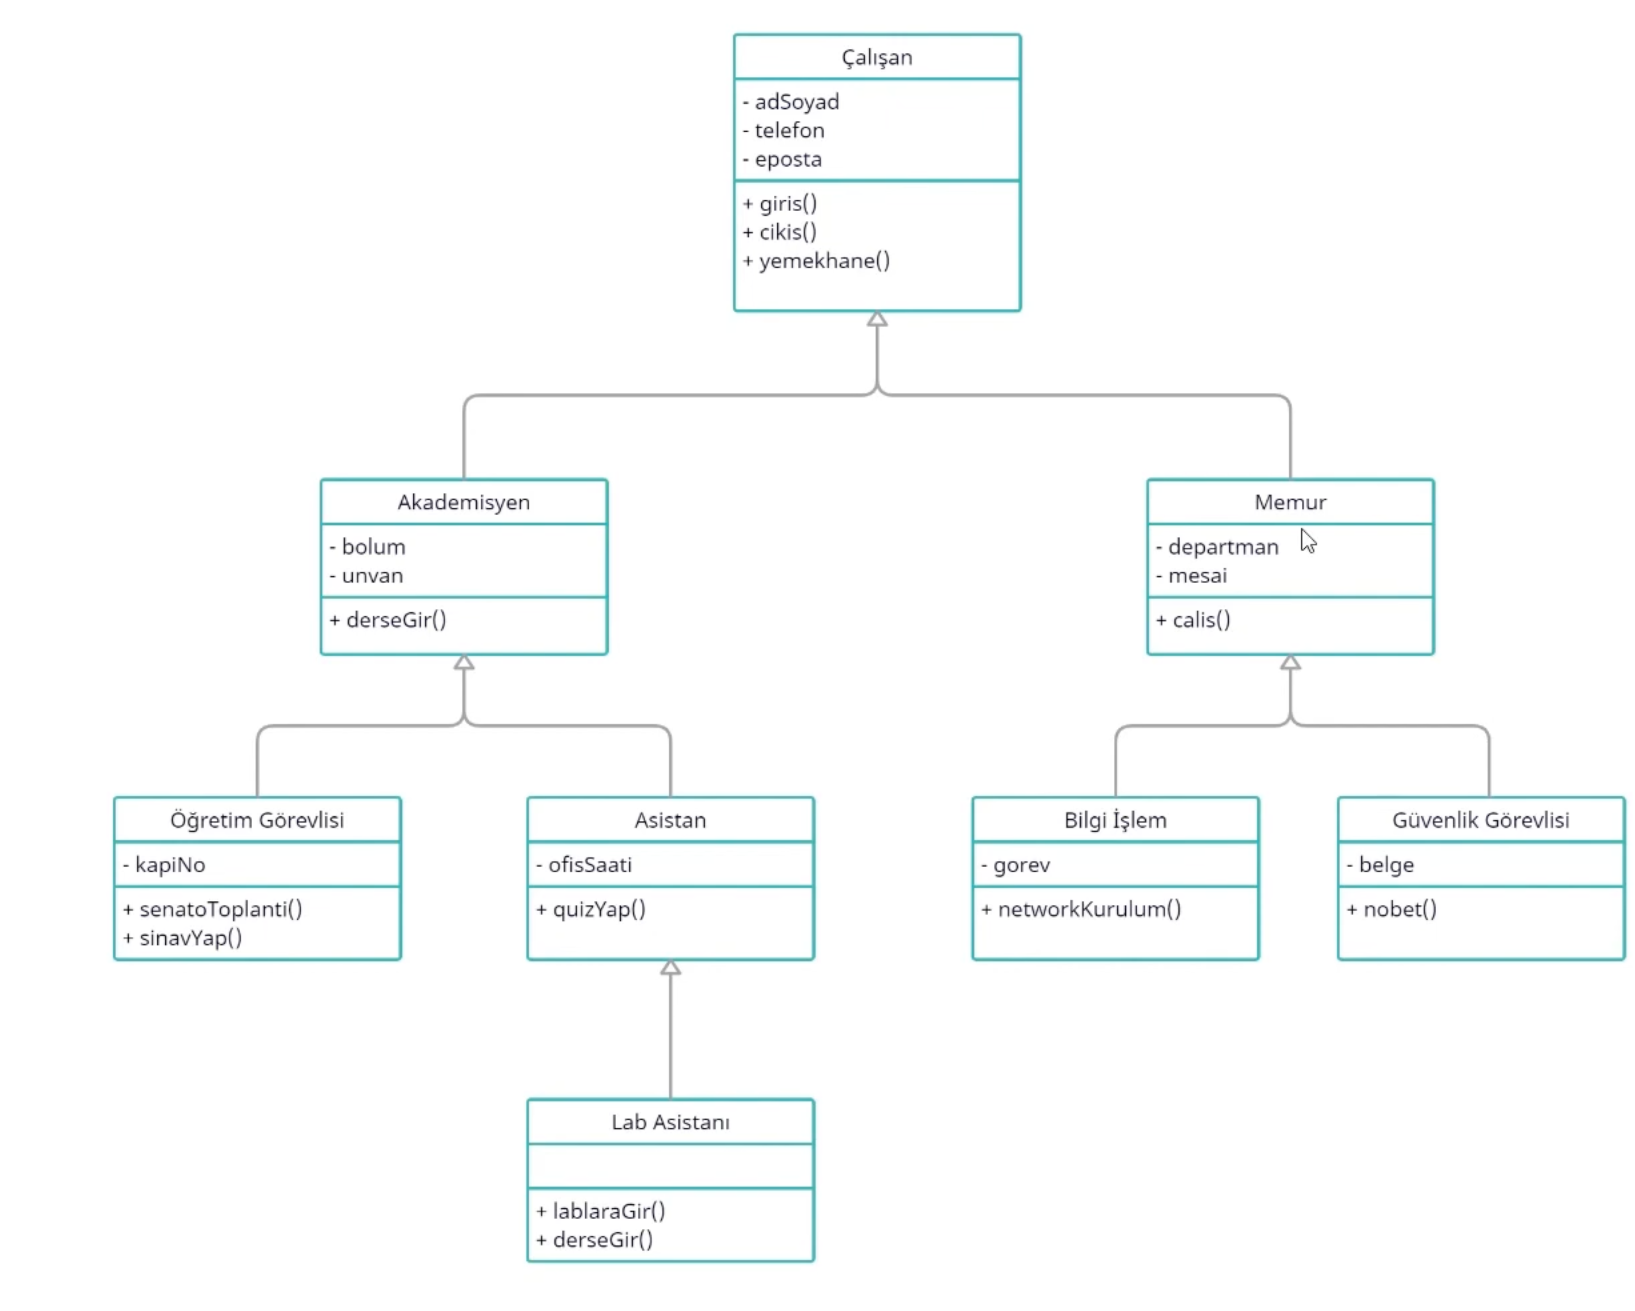 Çalışan
- adSoyad
- telefon
- eposta
+ giris()
+ cikis()
+ yemekhane()
Akademisyen
- bolum
- unvan
+ derseGir()
Memur
- departman
- mesai
+ calis()
Öğretim Görevlisi
- kapiNo
+ senatoToplanti()
+ sinavYap()
Asistan
- ofisSaati
+ quizYap()
Bilgi İşlem
- gorev
+ networkKurulum()
Güvenlik Görevlisi
- belge
+ nobet()
Lab Asistanı
+ lablaraGir()
+ derseGir()